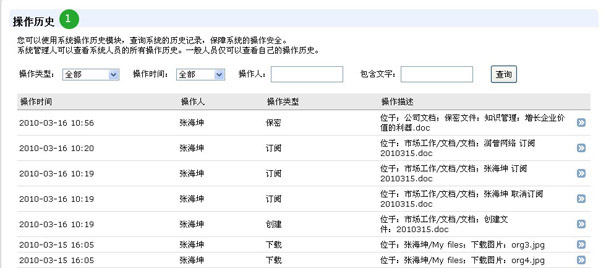 操作历史 1
您可以使用系统操作历史模块，查询系统的历史记录，保障系统的操作安全。
系统管理人可以查看系统人员的所有操作历史。一般人员仅可以查看自己的操作历史。
操作类型： 全部 操作时间： 全部 操作人： 包含文字： 查询
操作时间 操作人 操作类型 操作描述
2010-03-16 10:56 张海坤 保密 位于：公司文档：保密文件：知识管理：增长企业价
值的利器.doc
2010-03-16 10:20 张海坤 订阅 位于：市场工作/文档/文档：润普网络 订阅
2010315.doc
2010-03-16 10:19 张海坤 订阅 位于：市场工作/文档/文档：张海坤 订阅
2010315.doc
2010-03-16 10:19 张海坤 订阅 位于：市场工作/文档/文档：张海坤 取消订阅
2010315.doc
2010-03-16 10:19 张海坤 创建 位于：市场工作/文档/文档：创建文
件：2010315.doc
2010-03-15 16:05 张海坤 下载 位于：张海坤/My files：下载图片：org3.jpg
2010-03-15 16:05 张海坤 下载 位于：张海坤/My files：下载图片：org4.jpg